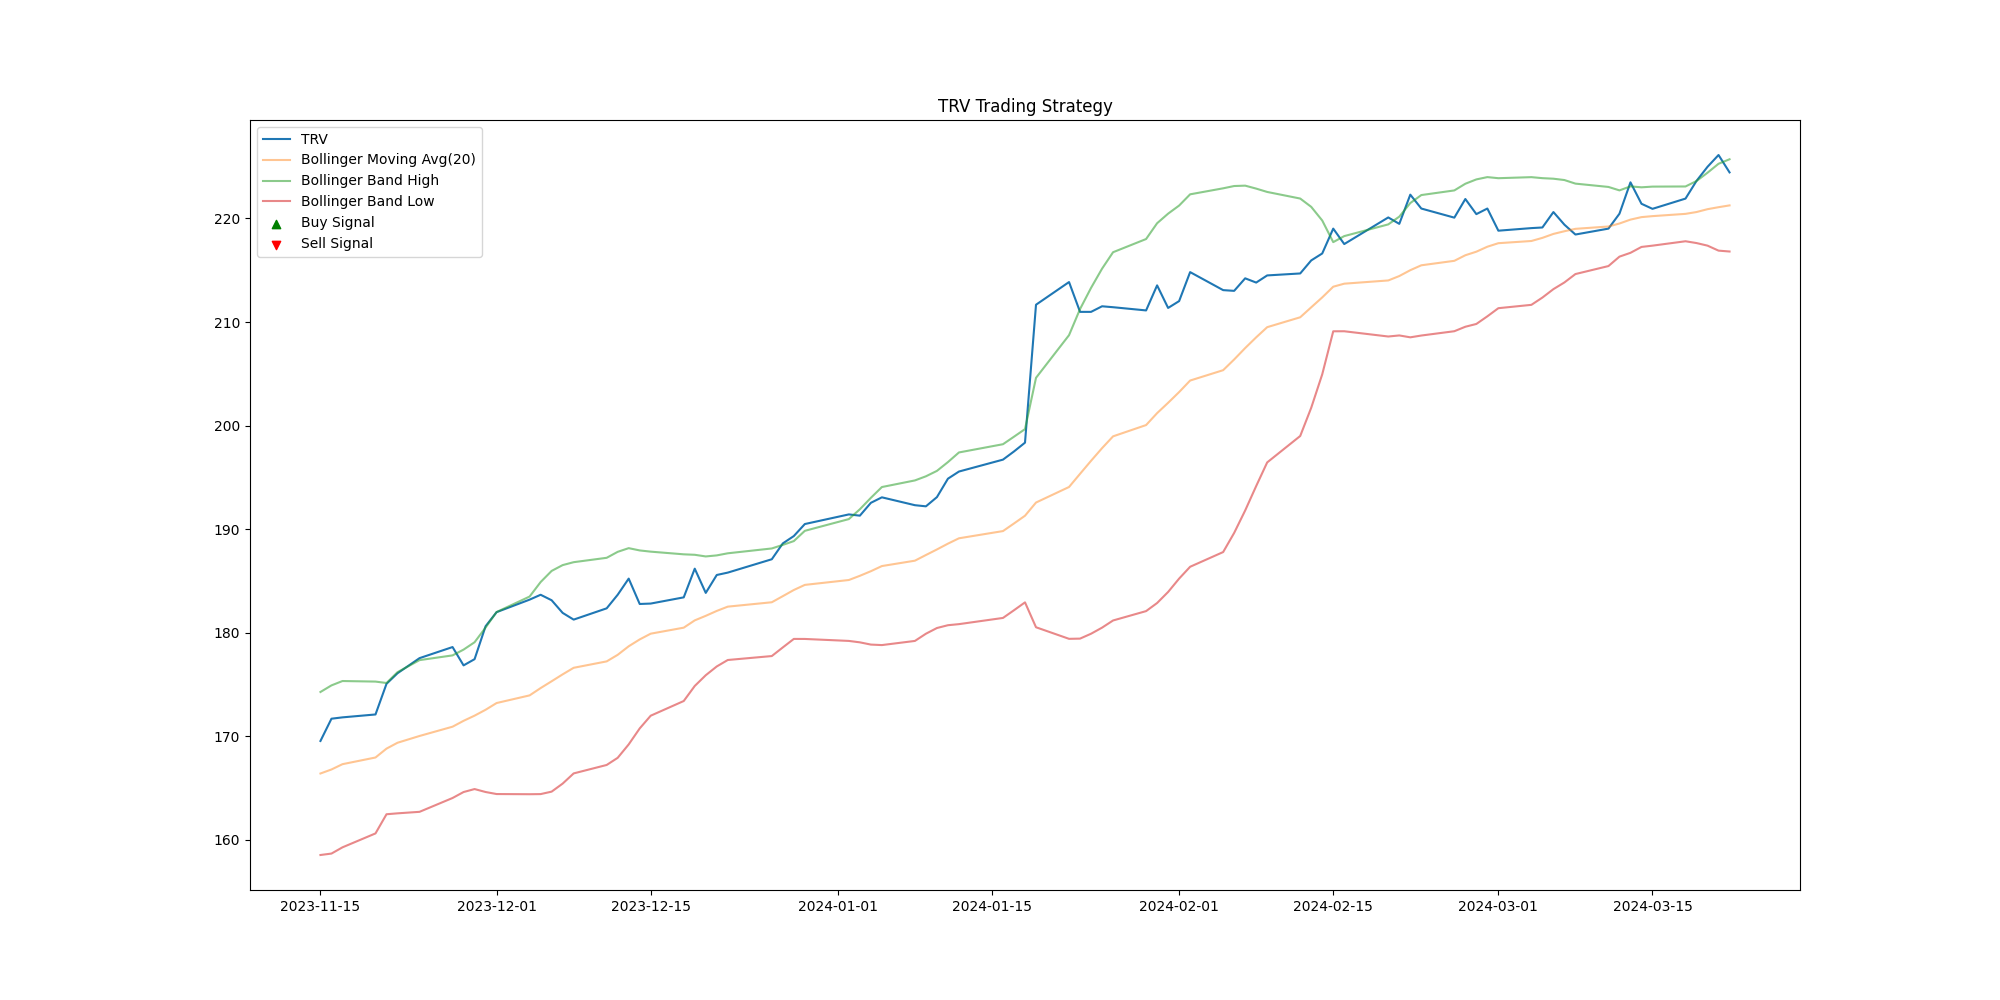 TRV Trading Strategy
TRV
Bollinger Moving Avg(20)
Bollinger Band High
Bollinger Band Low
Buy Signal
Sell Signal
220
210
200
190
180
170
160
2023-11-15
2023-12-01
2023-12-15
2024-01-01
2024-01-15
2024-02-01
2024-02-15
2024-03-01
2024-03-15